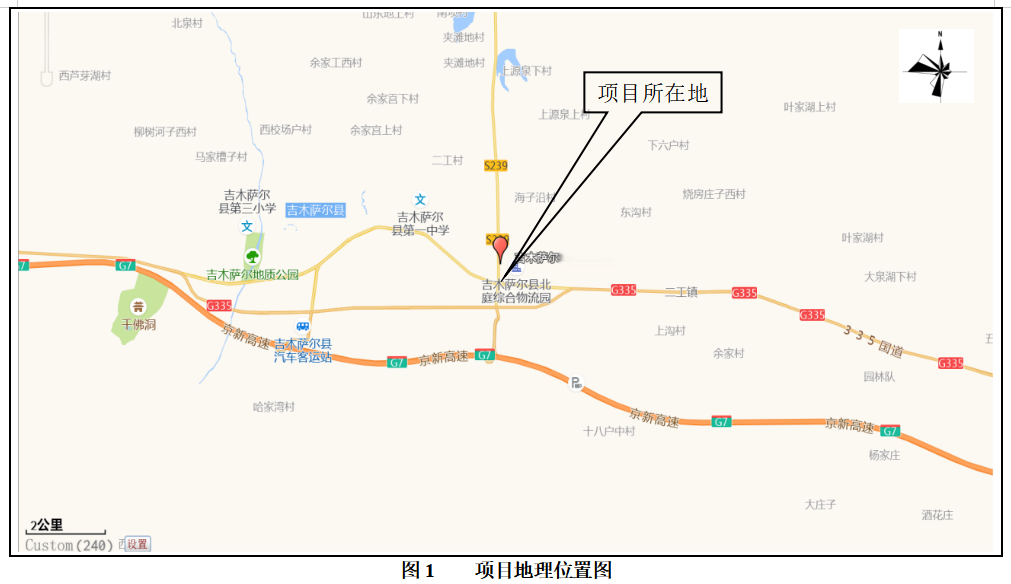 北泉村
夹滩地村
西芦芽湖村
余家工西村
夹滩地村
上源泉下村
项目所在地
N
余家宫下村
上源泉上村
叶家湖上村
柳树河子西村
西校场户村
余家宫上村
下六户村
马家槽子村
二工村
S239
吉木萨尔
县第三小学
吉木萨尔县
文
文
吉木萨尔
县第一中学
海子沿村
烧房庄子西村
东沟村
叶家湖村
G7
吉木萨尔地质公园
吉木萨尔县北
庭综合物流园
大泉湖下村
G335
二工镇
G335
G335
千佛洞
G335
京新高速
吉木萨尔县
汽车客运站
上沟村
335国道
余家村
G7
京新高速
G7
G335
园林队
哈家湾村
京新高速
G7
京新高速
G7
十八户中村
杨家庄
大庄子
酒花庄
2公里
Custom(240)
设置
图1 项目地理位置图